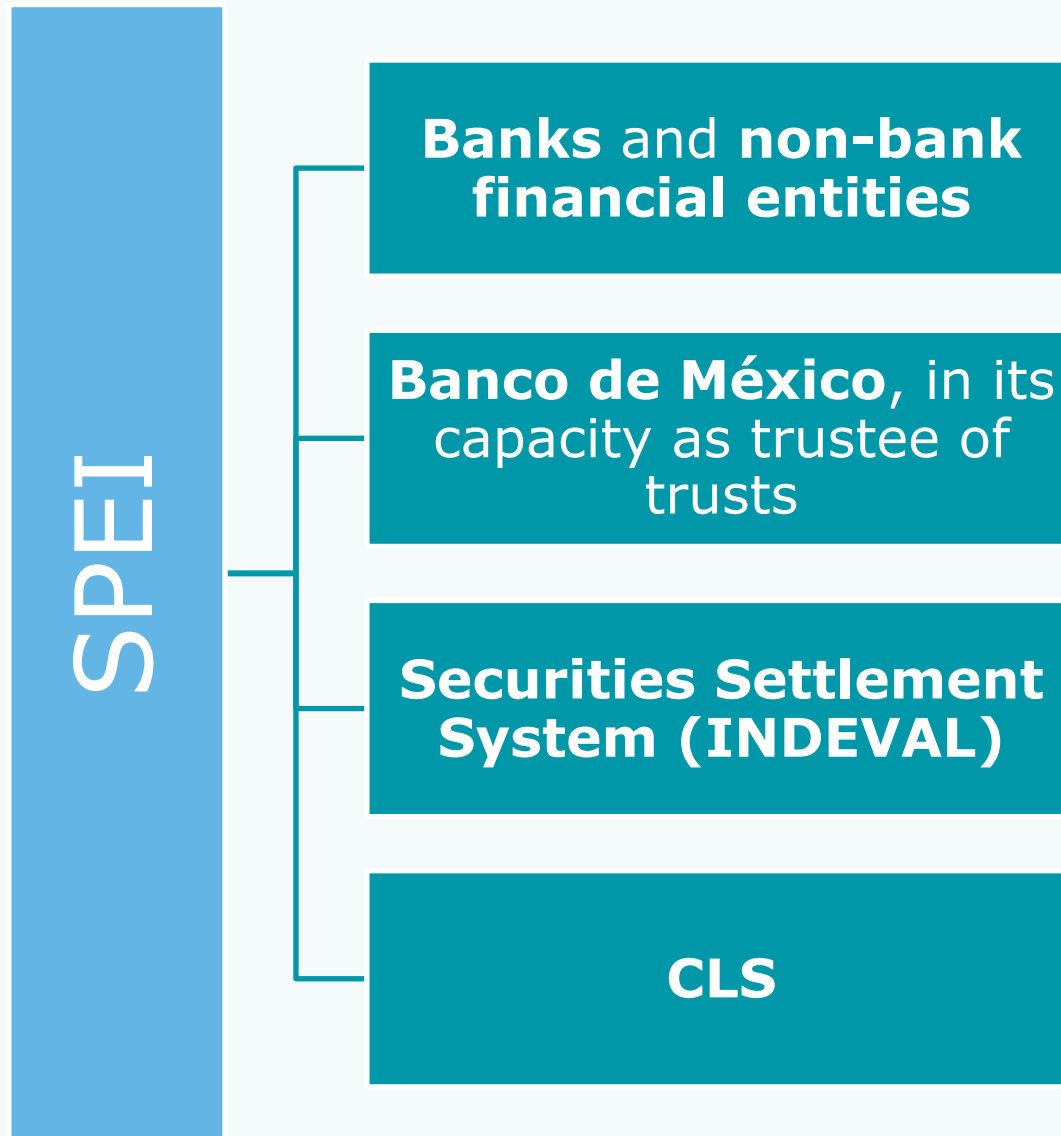 SPEI
Banks and non-bank
financial entities
Banco de México, in its
capacity as trustee of
trusts
Securities Settlement
System (INDEVAL)
CLS